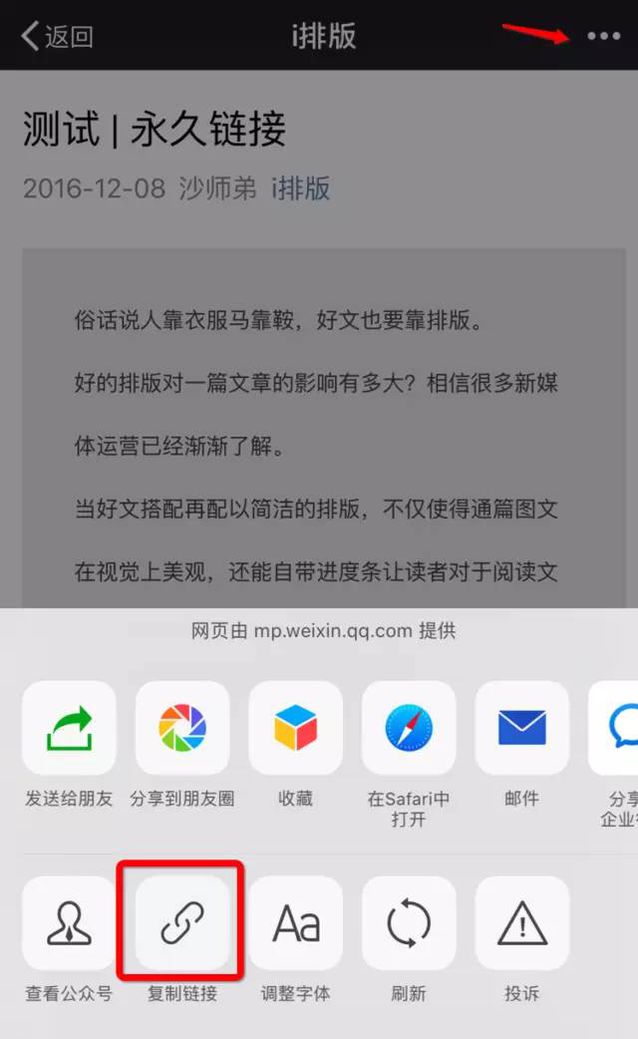 返回
i排版
测试 | 永久链接
2016-12-08 沙师弟 i排版
俗话说人靠衣服马靠鞍，好文也要靠排版。
好的排版对一篇文章的影响有多大？相信很多新媒
体运营已经渐渐了解。
当好文搭配再配以简洁的排版，不仅使得通篇图文
在视觉上美观，还能自带进度条让读者对于阅读文
网页由 mp.weixin.qq.com 提供
发送给朋友
分享到朋友圈
收藏
在Safari中
打开
邮件
分享
企业
查看公众号
复制链接
Aa
调整字体
刷新
投诉